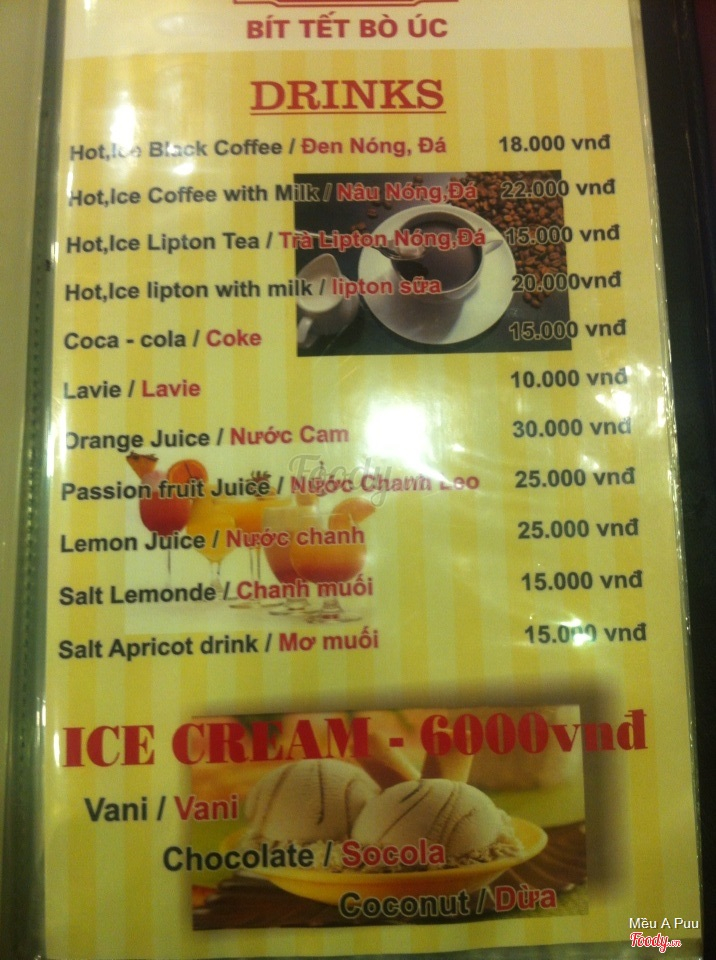 BÍT TẾT BÒ ÚC
DRINKS
Hot,Ice Black Coffee / Đen Nóng, Đá 18.000 vnđ
Hot,Ice Coffee with Milk / Nâu Nóng,Đá 22.000 vnđ
Hot,Ice Lipton Tea / Trà Lipton Nóng,Đá 15.000 vnđ
Hot,Ice lipton with milk / lipton sữa 20.000vnđ
Coca - cola / Coke 15.000 vnđ
Lavie / Lavie 10.000 vnđ
Orange Juice / Nước Cam 30.000 vnđ
Passion fruit Juice / Nước Chanh Leo 25.000 vnđ
Lemon Juice / Nước chanh 25.000 vnđ
Salt Lemonde / Chanh muối 15.000 vnđ
Salt Apricot drink / Mơ muối 15.000 vnđ
ICE CREAM - 6000vnđ
Vani / Vani
Chocolate / Socola
Coconut / Dừa
Mều A Puu
Foody.vn